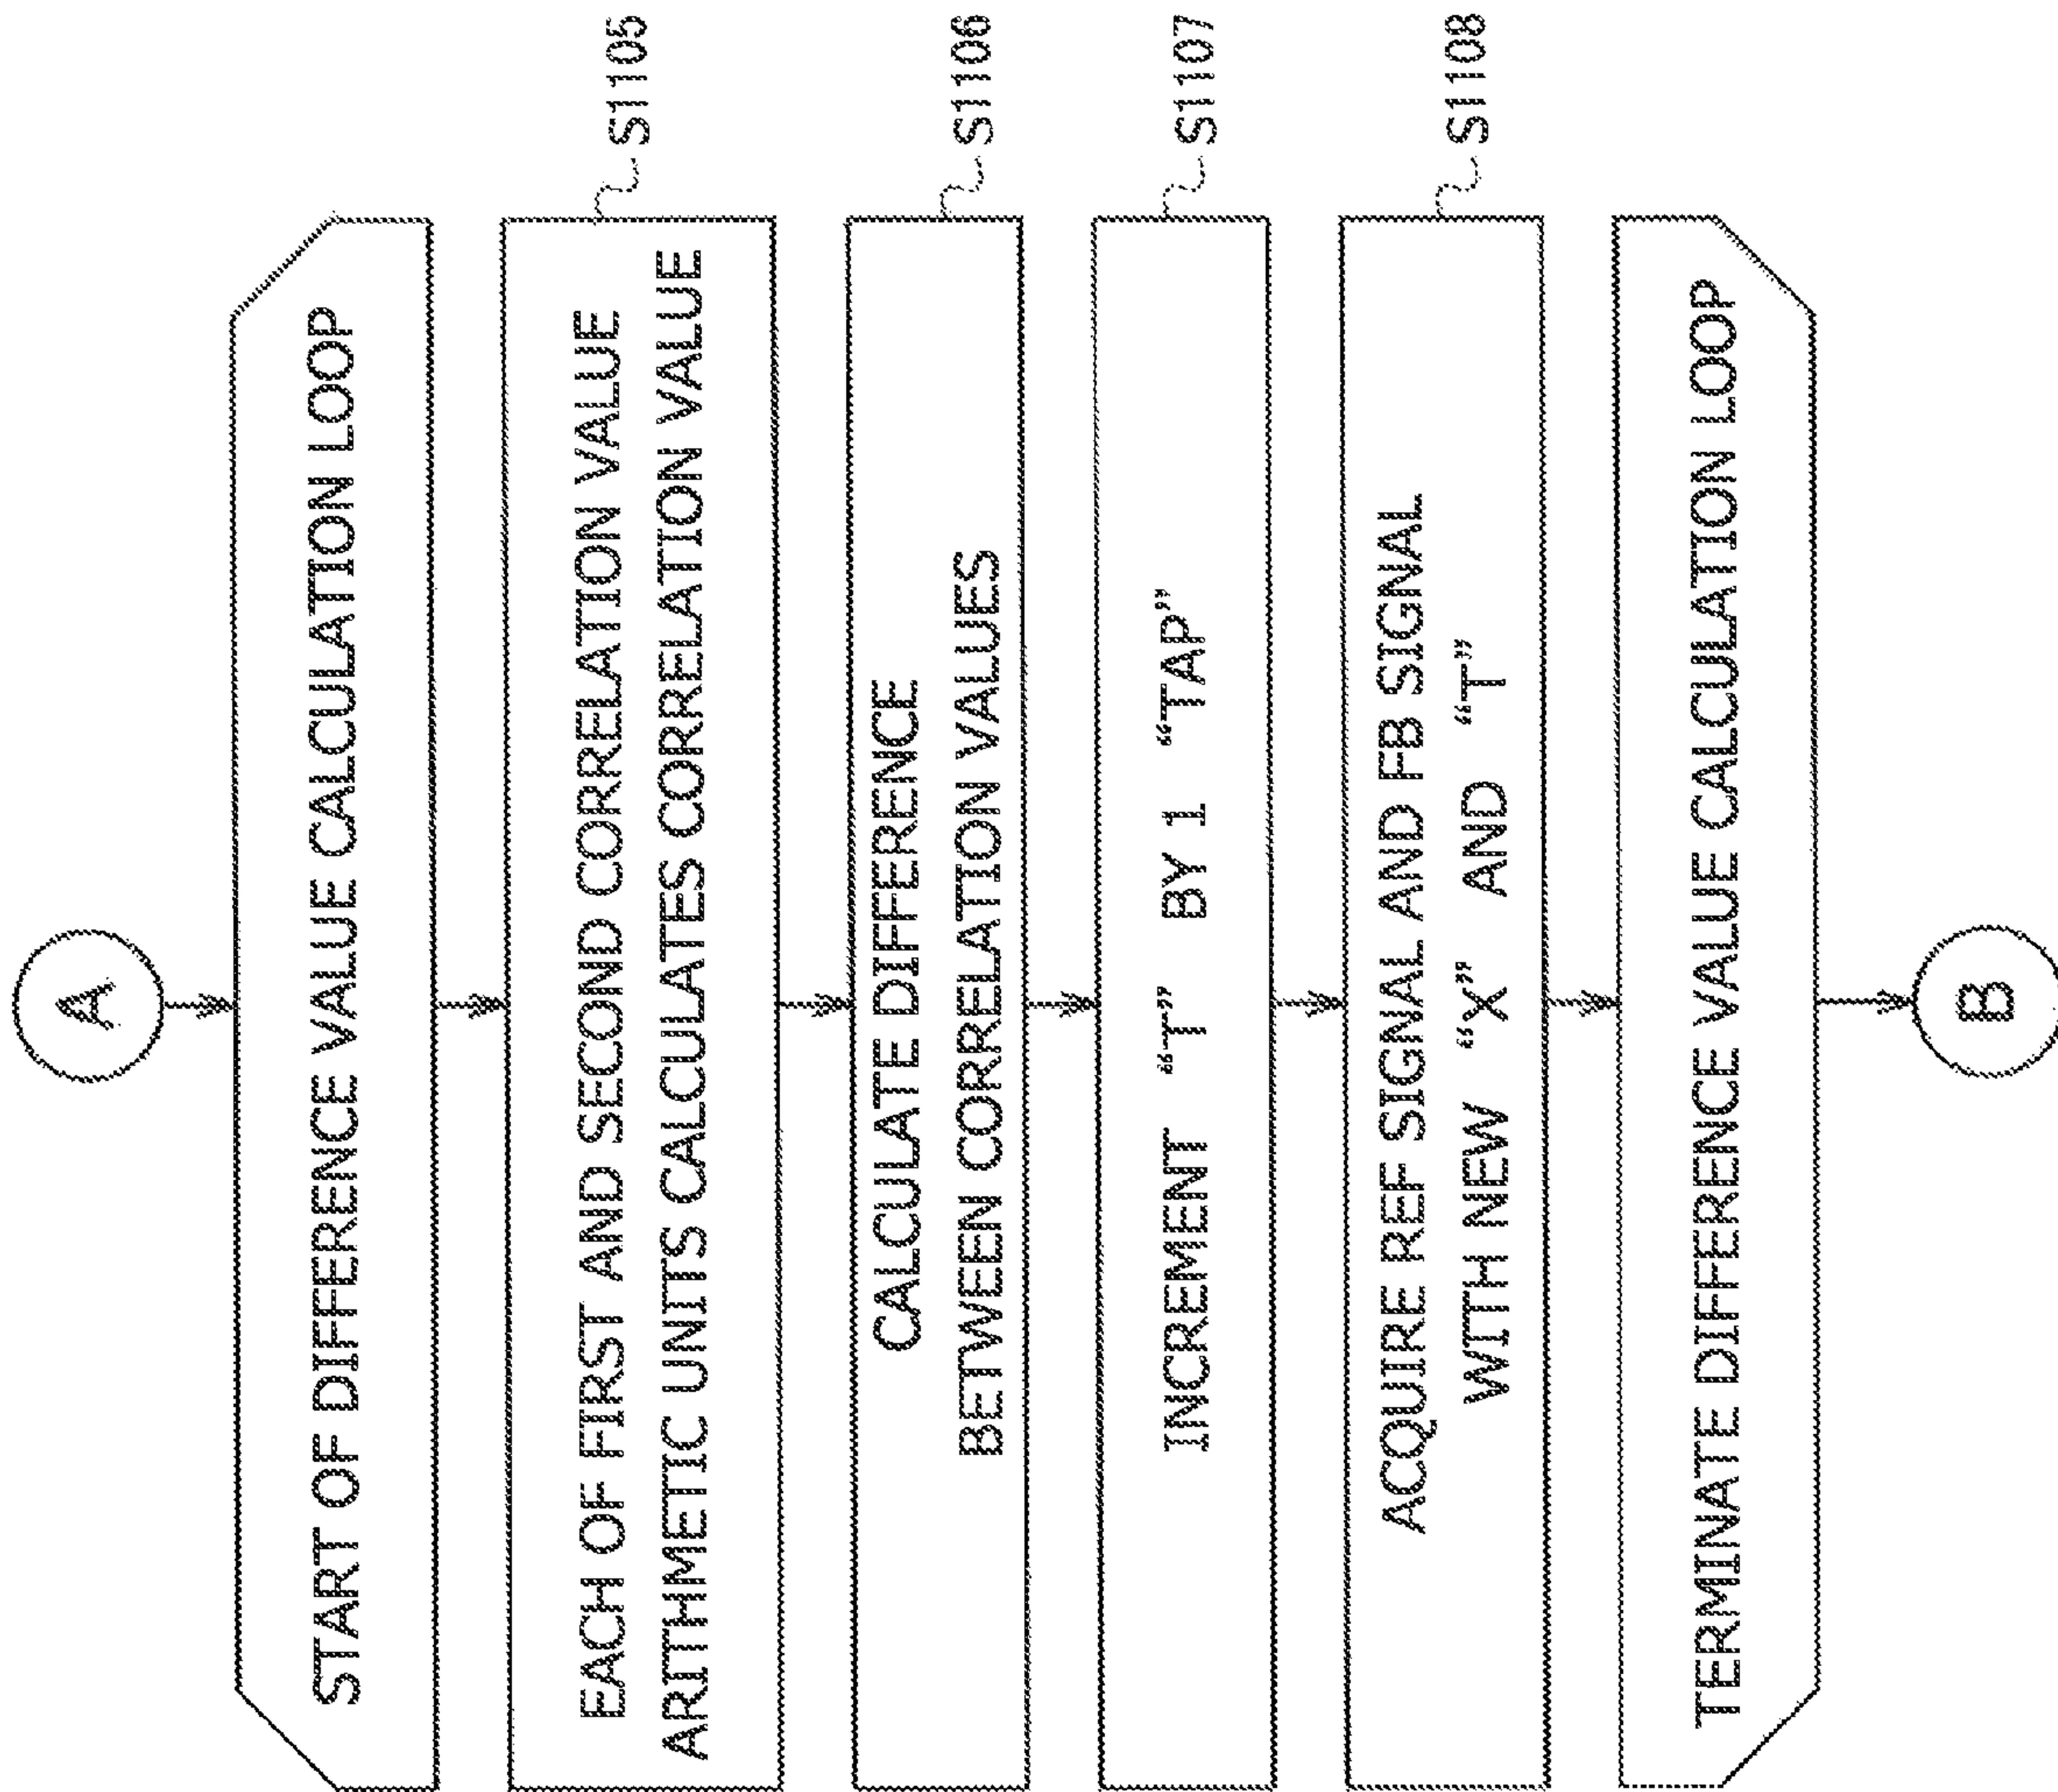 A
START OF DIFFERENCE VALUE CALCULATION LOOP
EACH OF FIRST AND SECOND CORRELATION VALUE
ARITHMETIC UNITS CALCULATES CORRELATION VALUE
S1105
CALCULATE DIFFERENCE
BETWEEN CORRELATION VALUES
S1106
INCREMENT “T” BY 1 “TAP”
S1107
ACQUIRE REF SIGNAL AND FB SIGNAL
WITH NEW “X” AND “T”
S1108
TERMINATE DIFFERENCE VALUE CALCULATION LOOP
B